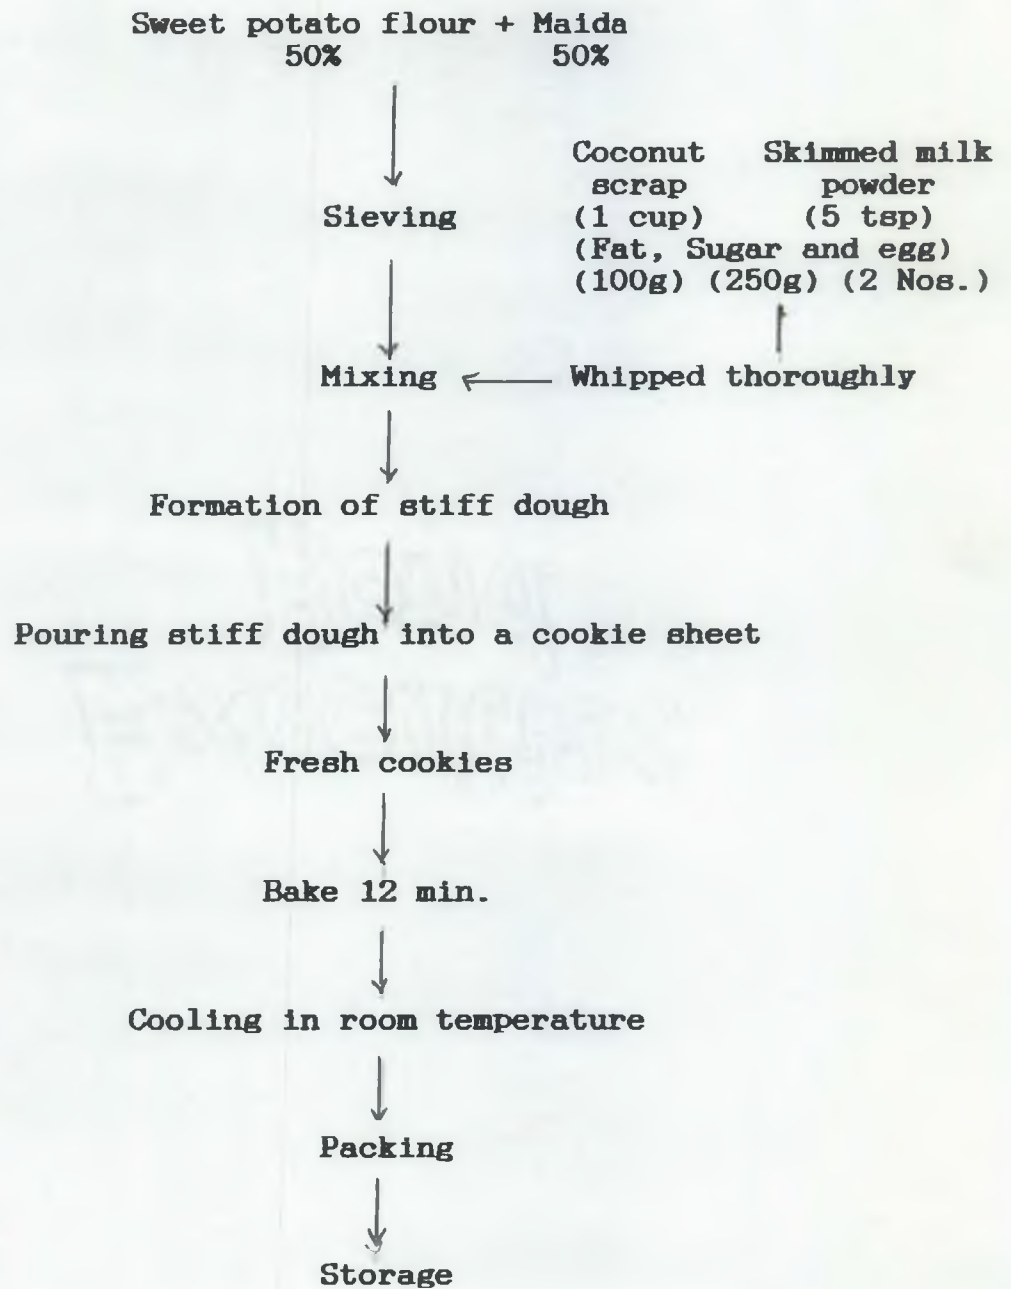 Sweet potato flour + Maida
50% 50%
Coconut Skimmed milk
scrap powder
Sieving (1 cup) (5 tsp)
(Fat, Sugar and egg)
(100g) (250g) (2 Nos.)
Mixing Whipped thoroughly
Formation of stiff dough
Pouring stiff dough into a cookie sheet
Fresh cookies
Bake 12 min.
Cooling in room temperature
Packing
Storage